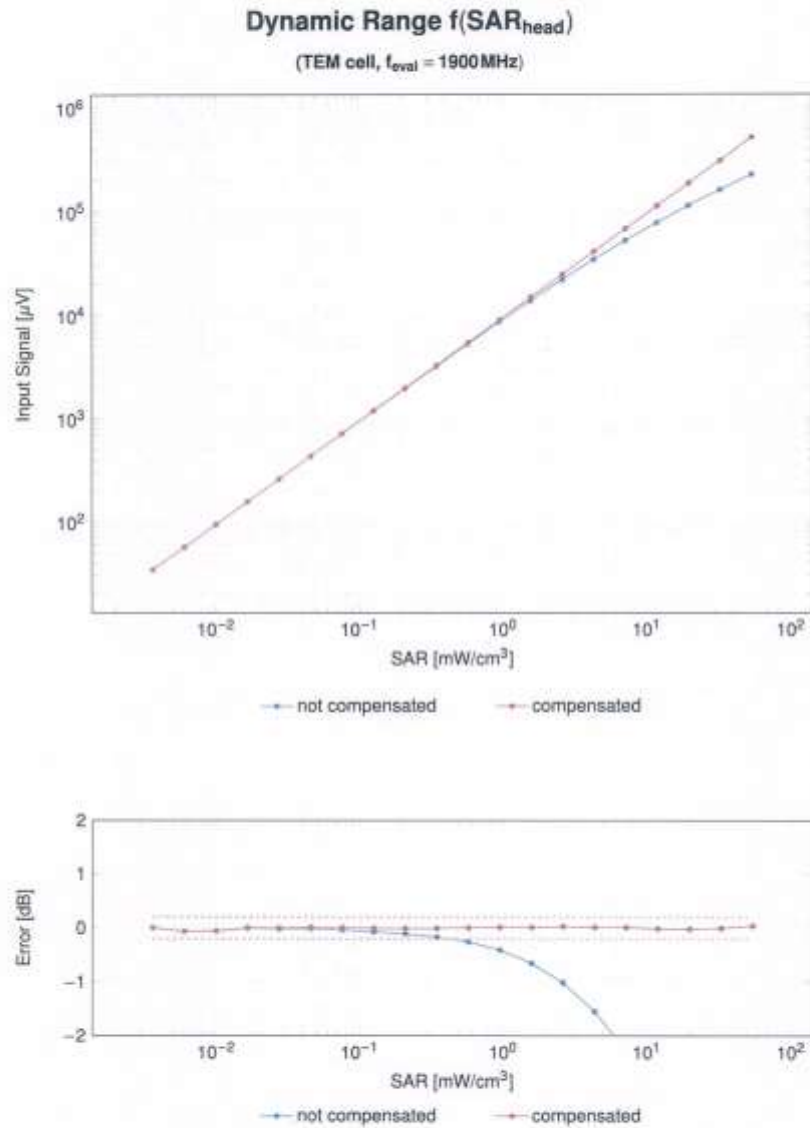 Dynamic Range f(SARhead)
(TEM cell, feval = 1900 MHz)
10⁶
10⁵
10⁴
10³
10²
Input Signal [µV]
10⁻² 10⁻¹ 10⁰ 10¹ 10²
SAR [mW/cm³]
not compensated compensated
2
1
0
−1
−2
Error [dB]
10⁻² 10⁻¹ 10⁰ 10¹ 10²
SAR [mW/cm³]
not compensated compensated